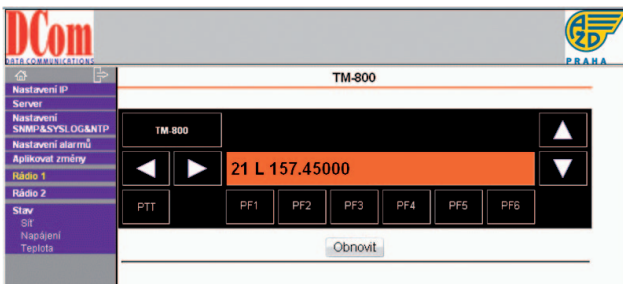 DCom
DATA COMMUNICATIONS
AŽD
PRAHA
TM-800
Nastavení IP
Server
Nastavení
SNMP&SYSLOG&NTP
Nastavení alarmů
Aplikovat změny
Rádio 1
Rádio 2
Stav
Síť
Napájení
Teplota
TM-800
21 L 157.45000
PTT
PF1
PF2
PF3
PF4
PF5
PF6
Obnovit